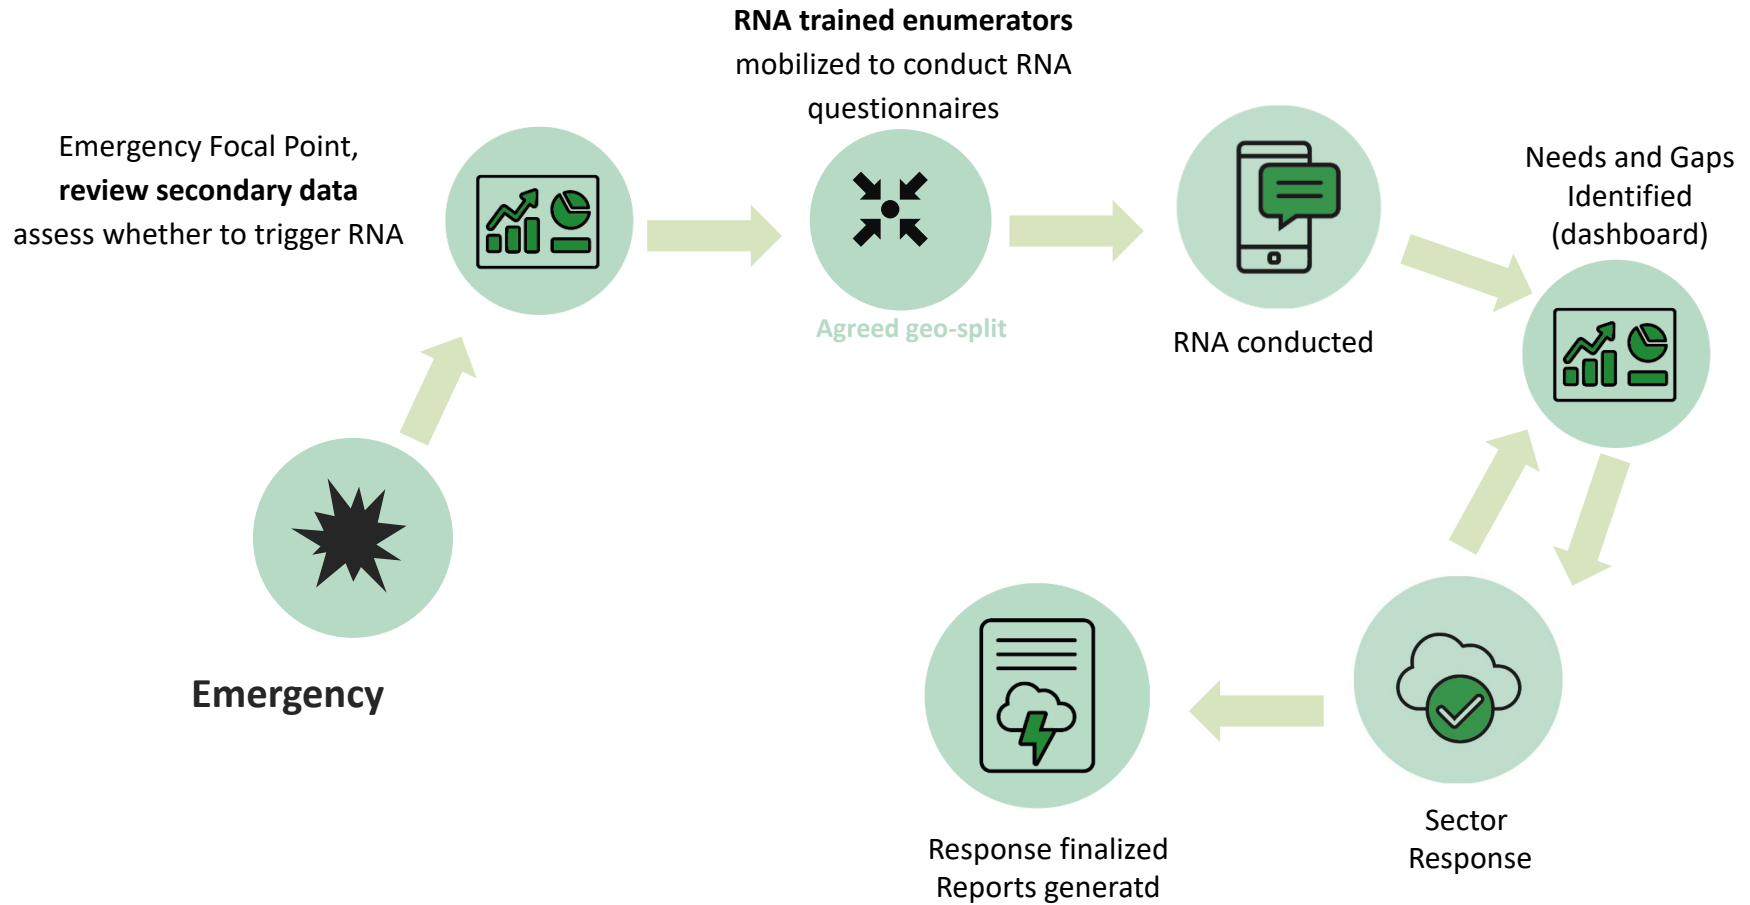 RNA trained enumerators
mobilized to conduct RNA
questionnaires
Emergency Focal Point,
review secondary data
assess whether to trigger RNA
Needs and Gaps
Identified
(dashboard)
Agreed geo-split
RNA conducted
Emergency
Sector
Response
Response finalized
Reports generatd